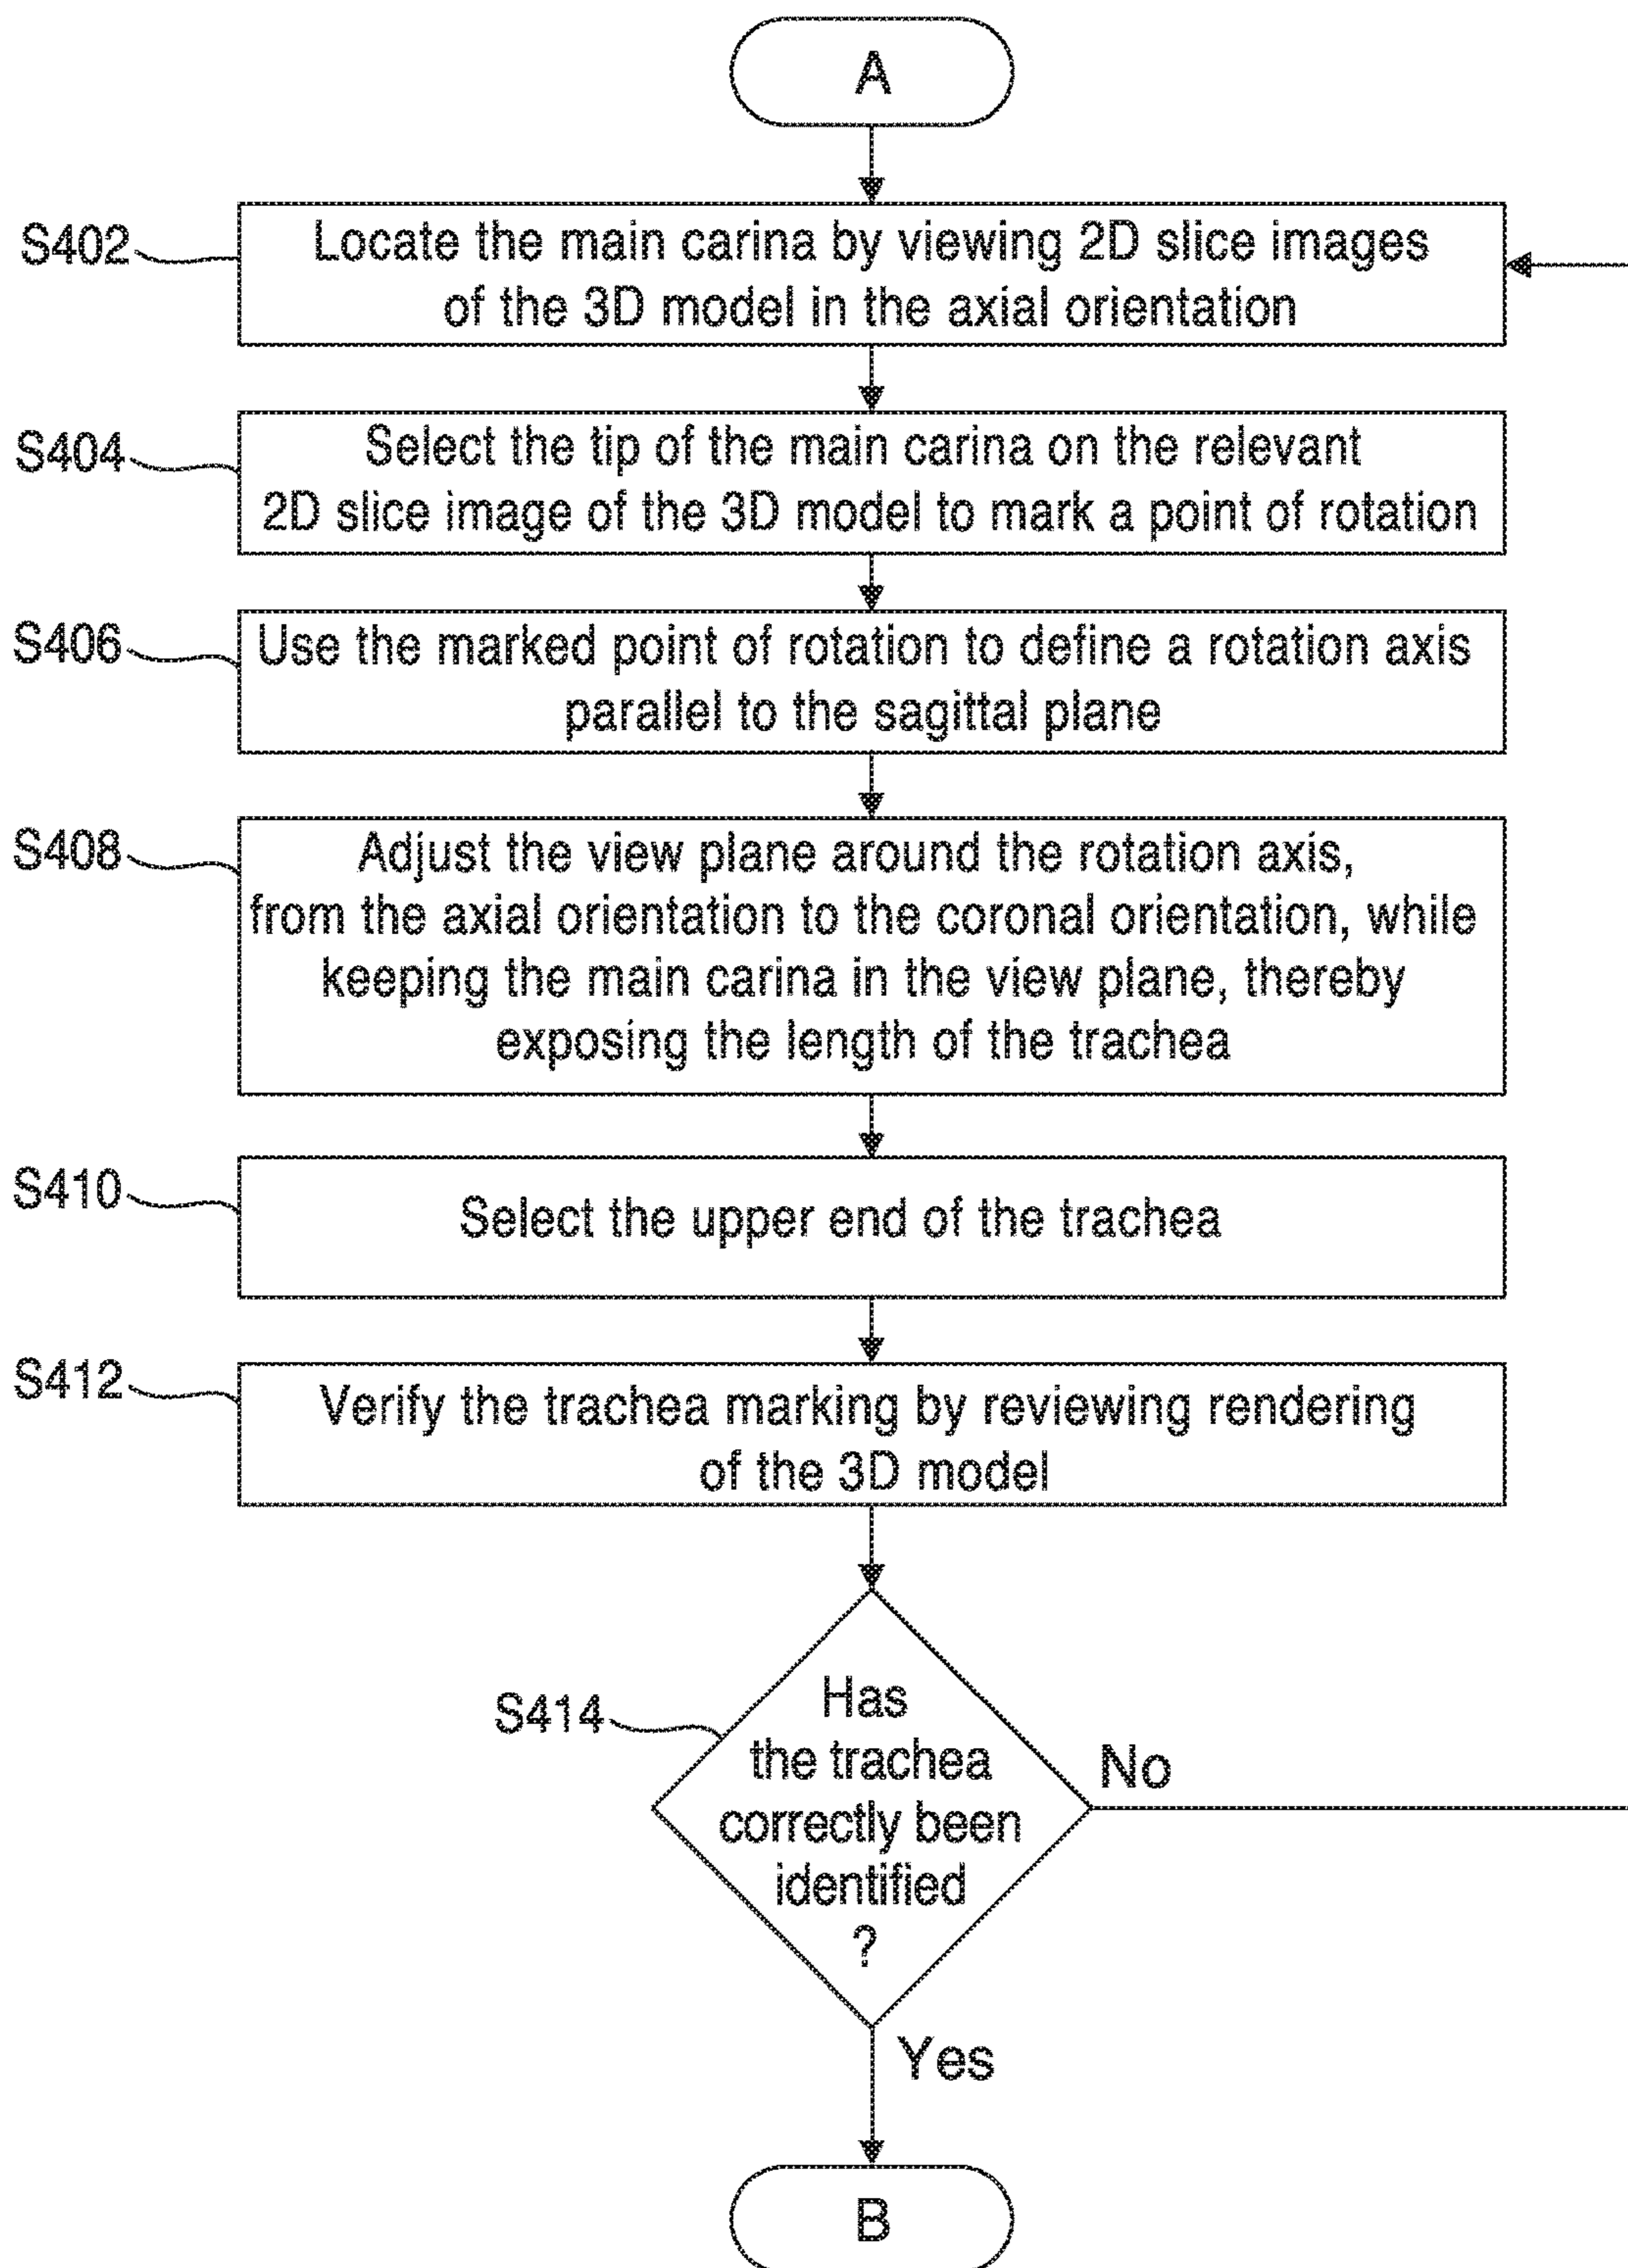 A
S402
Locate the main carina by viewing 2D slice images
of the 3D model in the axial orientation
S404
Select the tip of the main carina on the relevant
2D slice image of the 3D model to mark a point of rotation
S406
Use the marked point of rotation to define a rotation axis
parallel to the sagittal plane
S408
Adjust the view plane around the rotation axis,
from the axial orientation to the coronal orientation, while
keeping the main carina in the view plane, thereby
exposing the length of the trachea
S410
Select the upper end of the trachea
S412
Verify the trachea marking by reviewing rendering
of the 3D model
S414
Has
the trachea
correctly been
identified
?
No
Yes
B